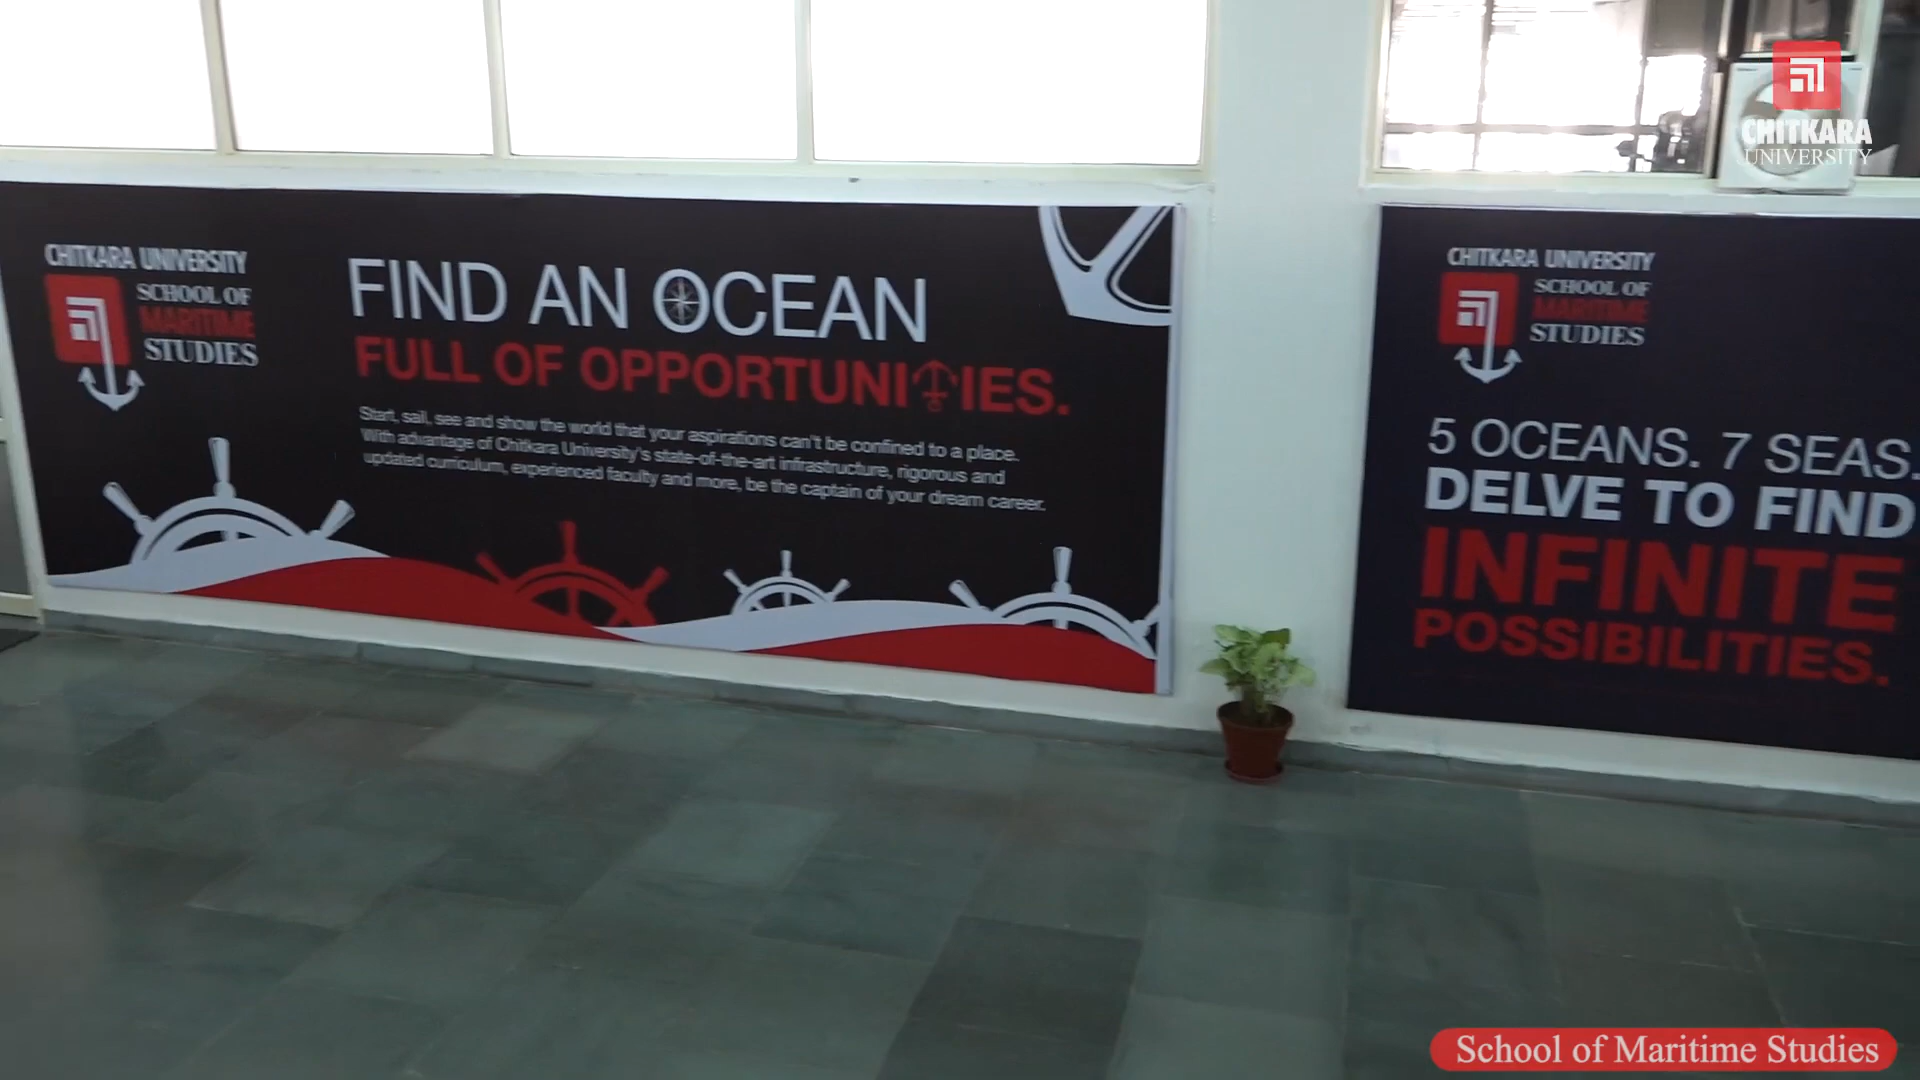 CHITKARA
UNIVERSITY
CHITKARA UNIVERSITY
SCHOOL OF
MARITIME
STUDIES
FIND AN OCEAN
FULL OF OPPORTUNITIES.
Start, sail, see and show the world that your aspirations can't be confined to a place.
With advantage of Chitkara University's state-of-the-art infrastructure, rigorous and
updated curriculum, experienced faculty and more, be the captain of your dream career.
CHITKARA UNIVERSITY
SCHOOL OF
MARITIME
STUDIES
5 OCEANS. 7 SEAS.
DELVE TO FIND
INFINITE
POSSIBILITIES.
School of Maritime Studies